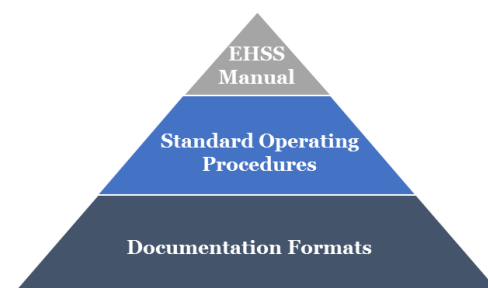 EHSS
Manual
Standard Operating
Procedures
Documentation Formats